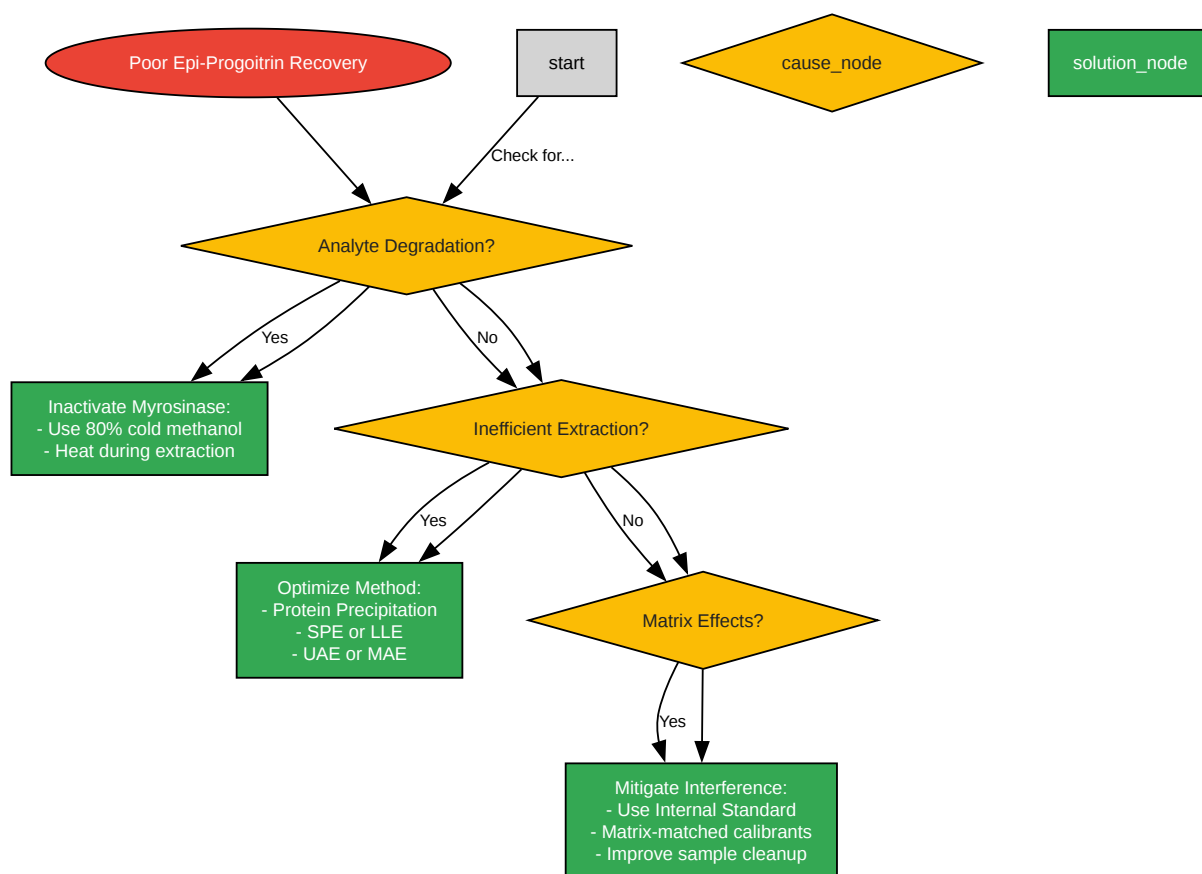 Poor Epi-Progoitrin Recovery
start
cause_node
solution_node
Check for...
Analyte Degradation?
Yes
No
Inactivate Myrosinase:
- Use 80% cold methanol
- Heat during extraction
Inefficient Extraction?
Yes
No
Optimize Method:
- Protein Precipitation
- SPE or LLE
- UAE or MAE
Matrix Effects?
Yes
Mitigate Interference:
- Use Internal Standard
- Matrix-matched calibrants
- Improve sample cleanup